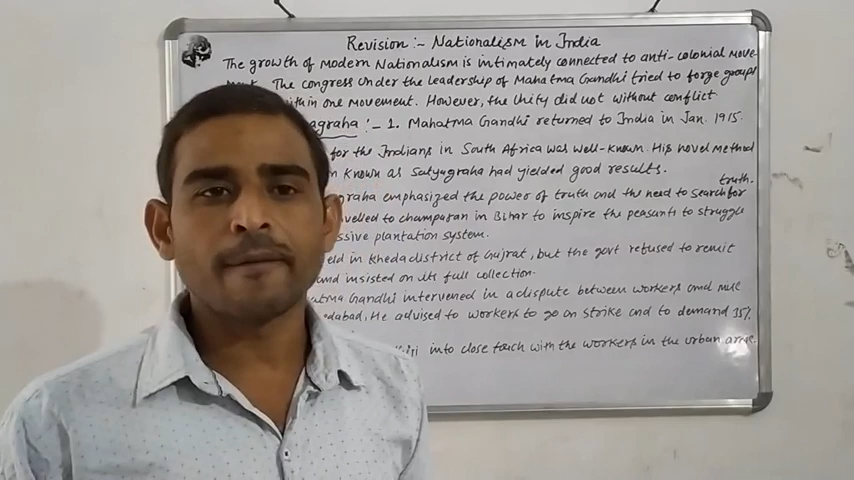 Revision :- Nationalism in India
The growth of modern Nationalism is intimately connected to anti-colonial move-
The congress under the leadership of Mahatma Gandhi tried to forge groups
ithin one movement. However, the Unity did not without conflict
agraha :- 1. Mahatma Gandhi returned to India in Jan. 1915.
for the Indians in South Africa was well-known. His novel method
n known as Satyagraha had yielded good results.
graha emphasized the power of truth and the need to search for truth.
velled to champaran in Bihar to inspire the peasants to struggle
ssive plantation system.
eld in Kheda district of Gujrat, but the govt refused to remit
and insisted on its full collection.
atma Gandhi intervened in a dispute between workers and mill
edabad, He advised to workers to go on strike and to demand 35%
into close touch with the workers in the urban